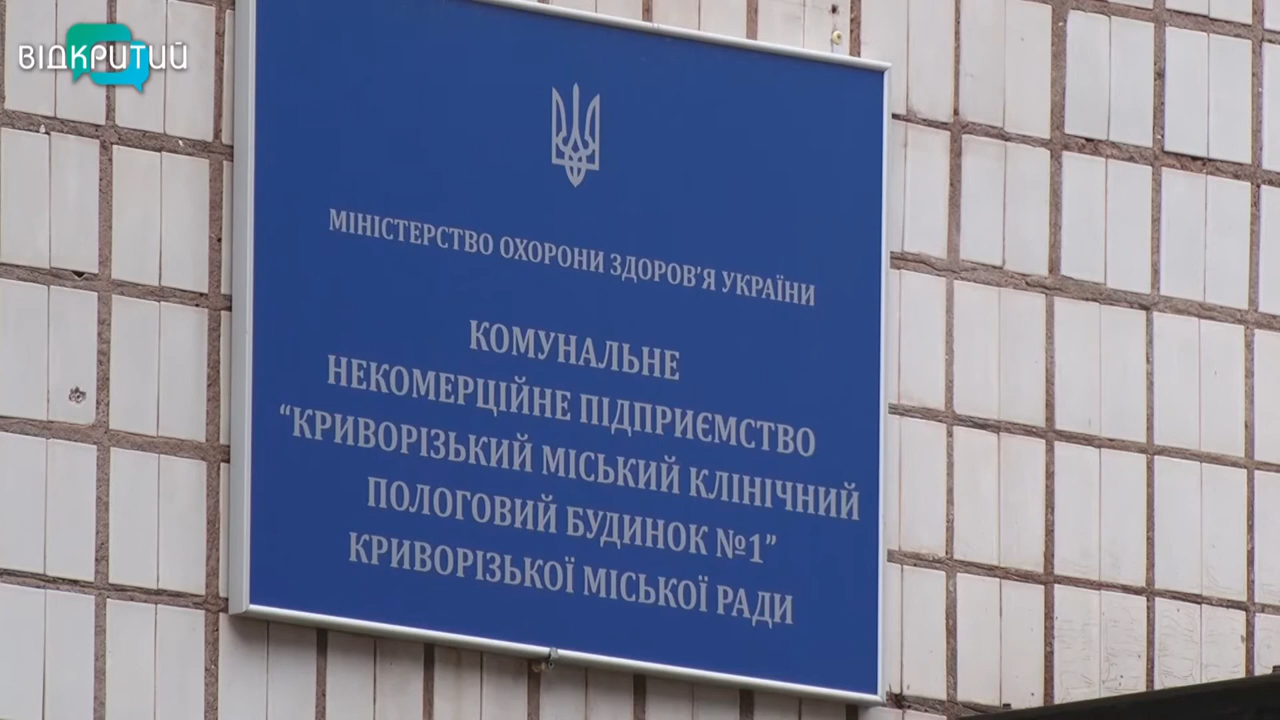 ВІДКРИТИЙ
МІНІСТЕРСТВО ОХОРОНИ ЗДОРОВ’Я УКРАЇНИ
КОМУНАЛЬНЕ
НЕКОМЕРЦІЙНЕ ПІДПРИЄМСТВО
“КРИВОРІЗЬКИЙ МІСЬКИЙ КЛІНІЧНИЙ
ПОЛОГОВИЙ БУДИНОК №1”
КРИВОРІЗЬКОЇ МІСЬКОЇ РАДИ